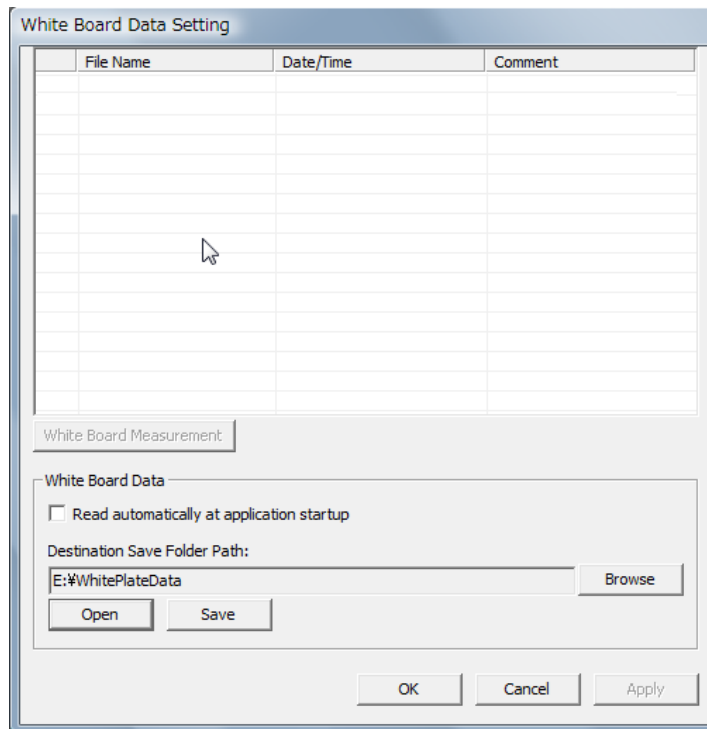 White Board Data Setting
File Name Date/Time Comment
White Board Measurement
White Board Data
Read automatically at application startup
Destination Save Folder Path:
E:¥WhitePlateData Browse
Open Save
OK Cancel Apply